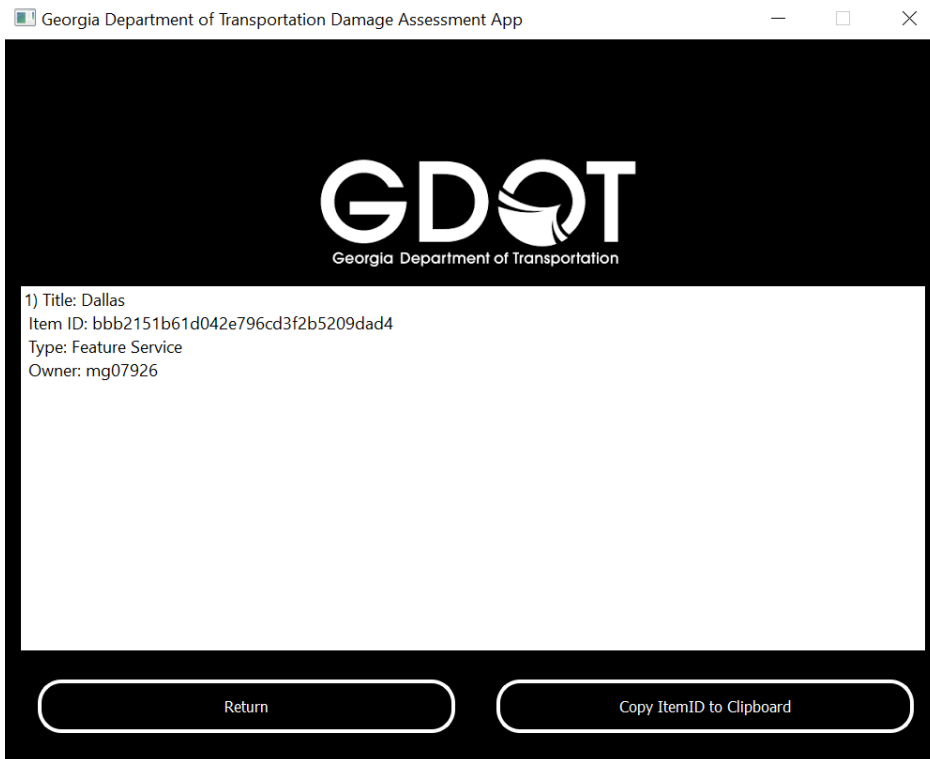 Georgia Department of Transportation Damage Assessment App
GDOT
Georgia Department of Transportation
1) Title: Dallas
Item ID: bbb2151b61d042e796cd3f2b5209dad4
Type: Feature Service
Owner: mg07926
Return
Copy ItemID to Clipboard